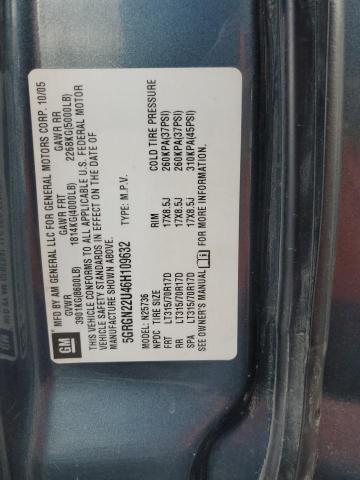 GM
MFD BY AM GENERAL LLC FOR GENERAL MOTORS CORP. 10/05
GVWR GAWR FRT GAWR RR
3901KG(8600LB) 1814KG(4000LB) 2268KG(5000LB)
THIS VEHICLE CONFORMS TO ALL APPLICABLE U.S. FEDERAL MOTOR
VEHICLE SAFETY STANDARDS IN EFFECT ON THE DATE OF
MANUFACTURE SHOWN ABOVE.
5GRGN22U46H109632 TYPE: M.P.V.
MODEL: N25736
NPDC TIRE SIZE RIM COLD TIRE PRESSURE
FRT LT315/70R17D 17X8.5J 260KPA(37PSI)
RR LT315/70R17D 17X8.5J 260KPA(37PSI)
SPA LT315/70R17D 17X8.5J 310KPA(45PSI)
SEE OWNER'S MANUAL FOR MORE INFORMATION.